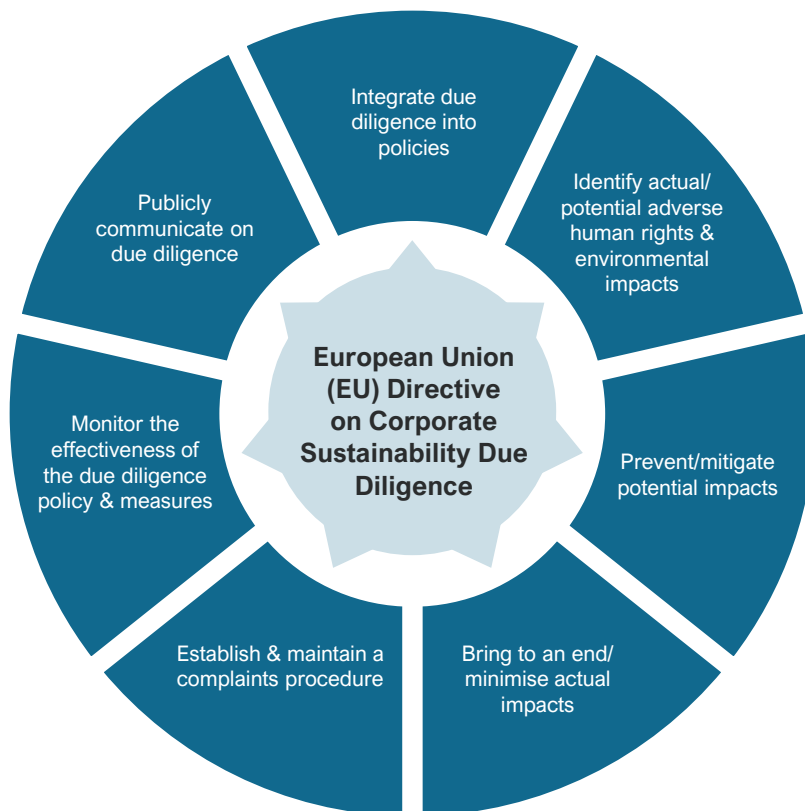 Integrate due
diligence into
policies
Identify actual/
potential adverse
human rights &
environmental
impacts
Prevent/mitigate
potential impacts
Bring to an end/
minimise actual
impacts
Establish & maintain a
complaints procedure
Monitor the
effectiveness of
the due diligence
policy & measures
Publicly
communicate on
due diligence
European Union
(EU) Directive
on Corporate
Sustainability Due
Diligence